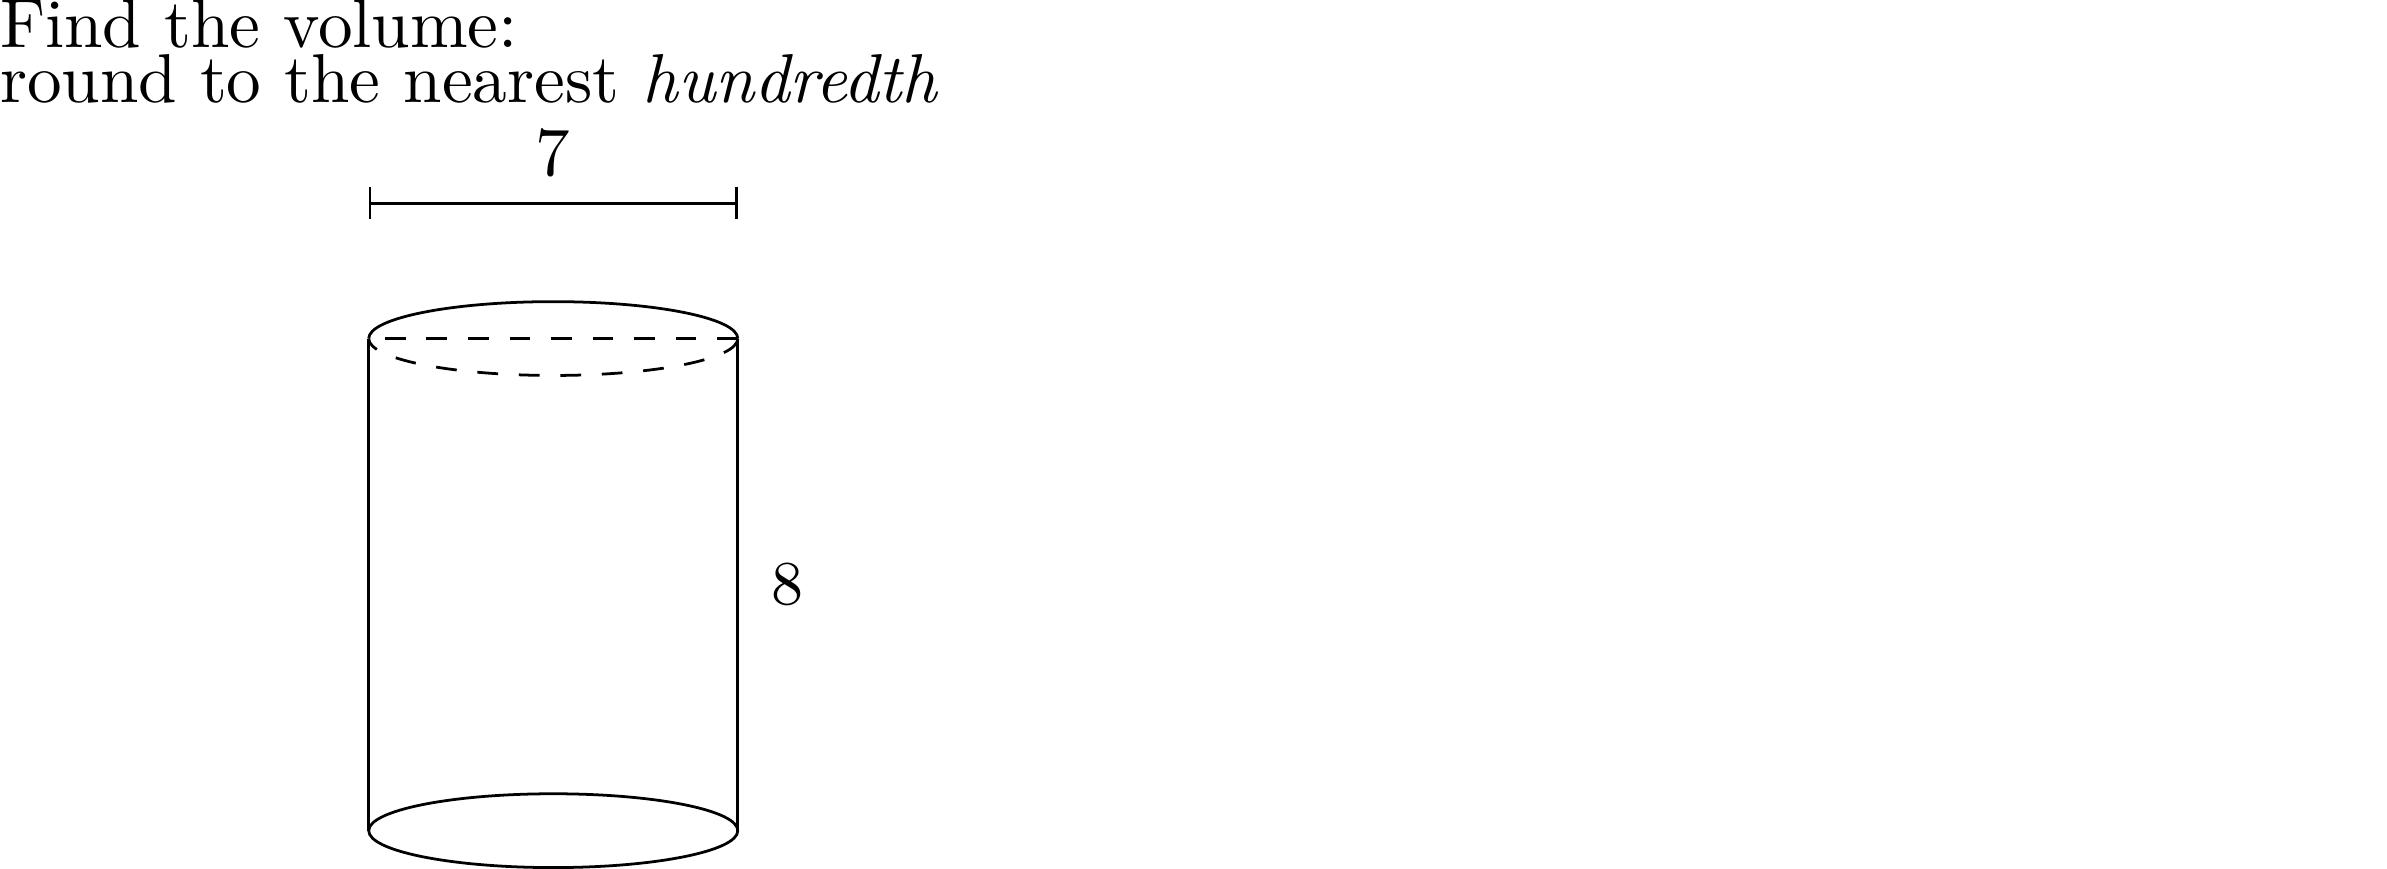 Find the volume:
round to the nearest hundredth
7
8